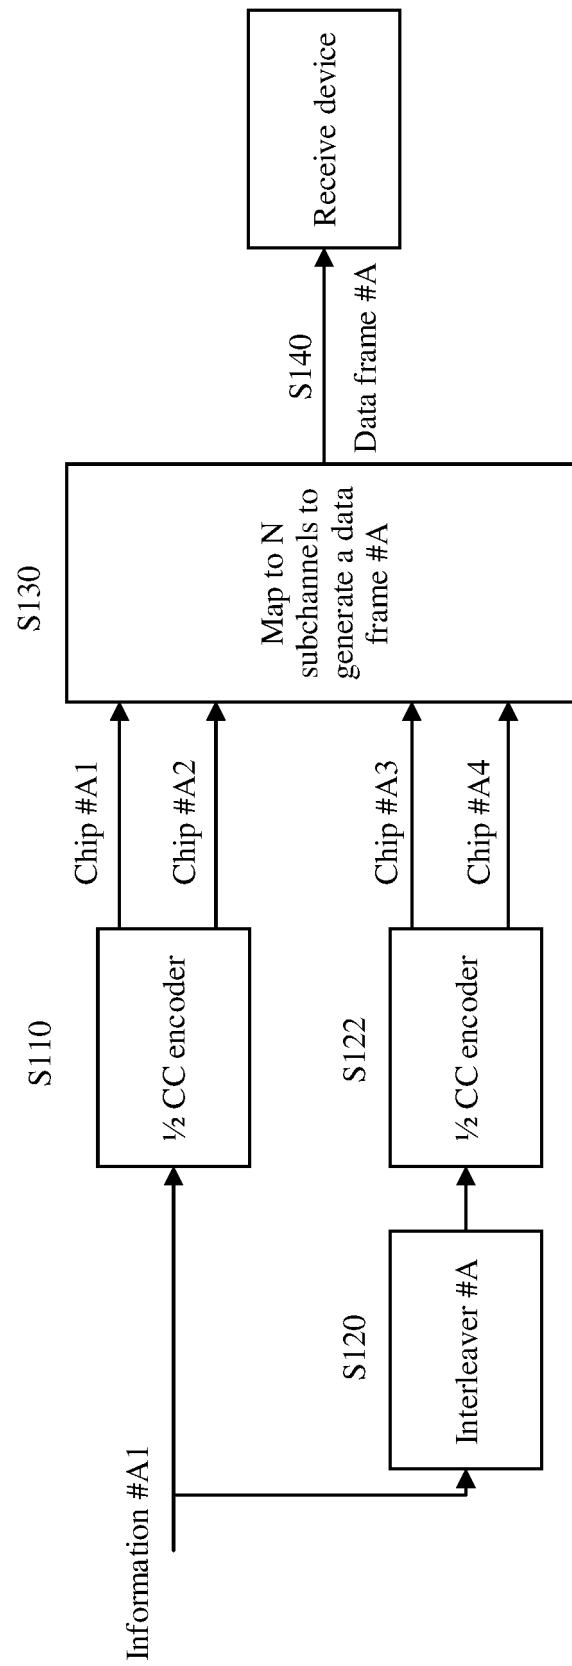 Information #A1
S110
½ CC encoder
Chip #A1
Chip #A2
S120
Interleaver #A
S122
½ CC encoder
Chip #A3
Chip #A4
S130
Map to N
subchannels to
generate a data
frame #A
S140
Data frame #A
Receive device